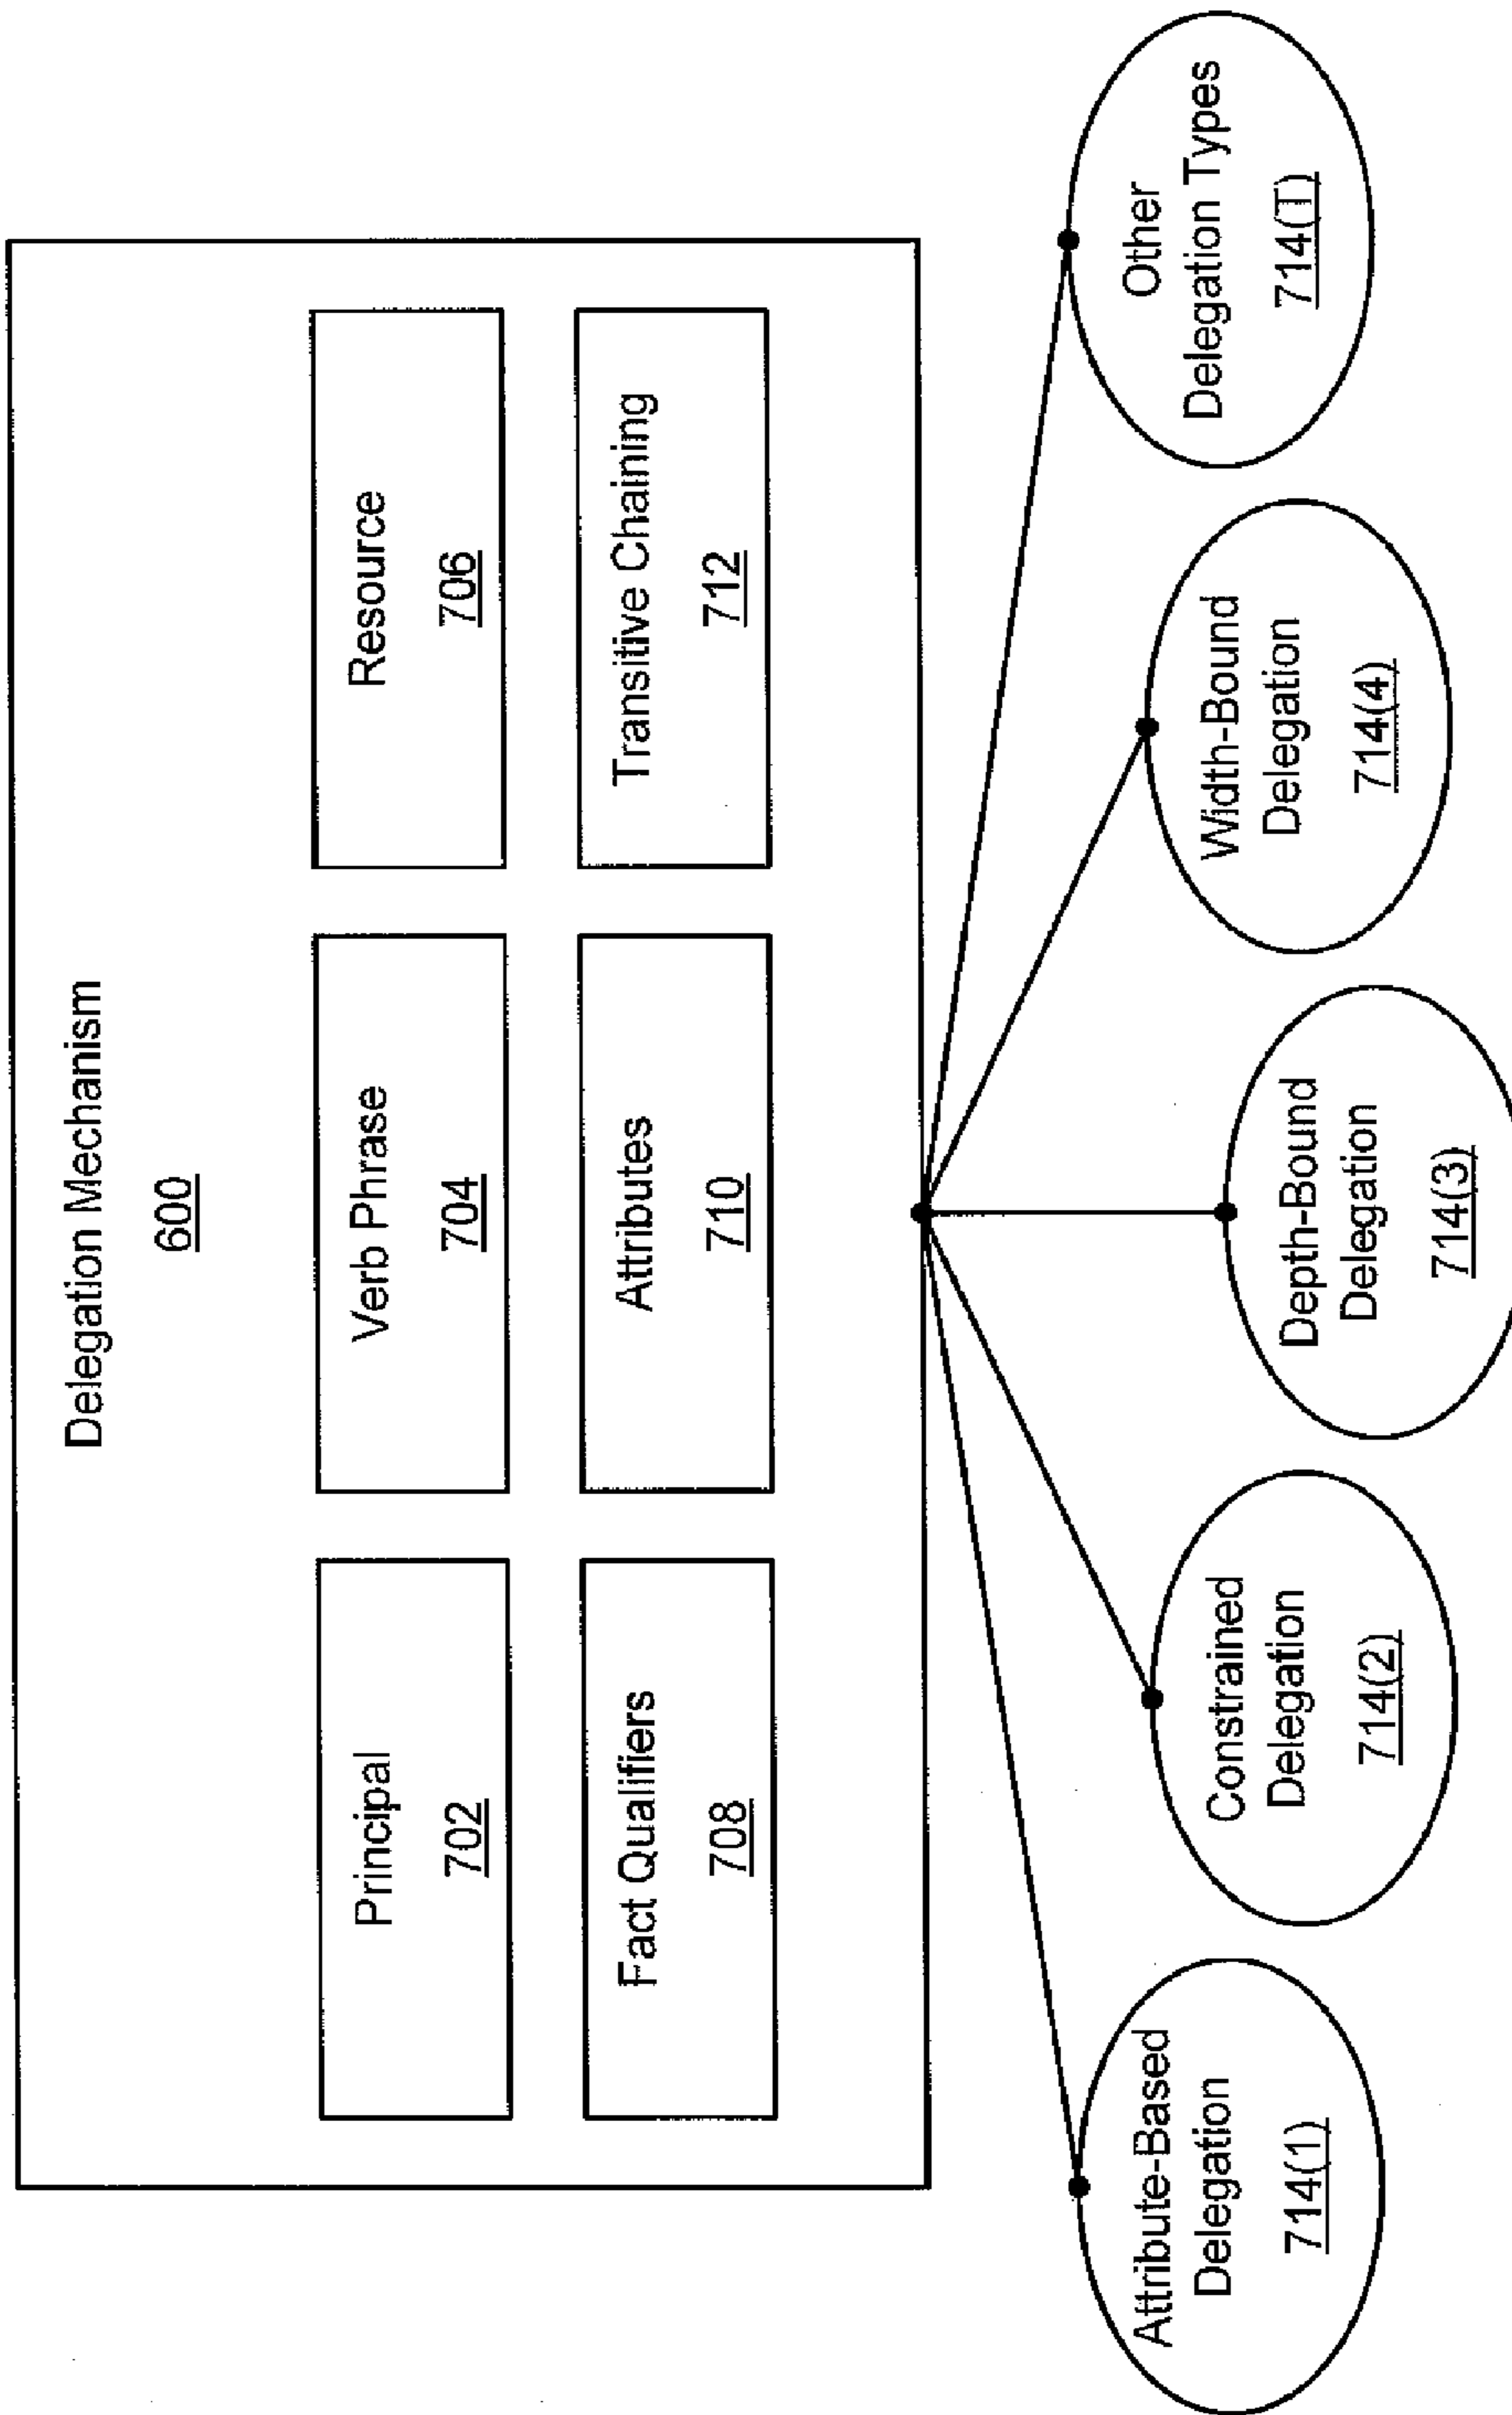 Delegation Mechanism
600
Principal
702
Verb Phrase
704
Resource
706
Fact Qualifiers
708
Attributes
710
Transitive Chaining
712
Attribute-Based
Delegation
714(1)
Constrained
Delegation
714(2)
Depth-Bound
Delegation
714(3)
Width-Bound
Delegation
714(4)
Other
Delegation Types
714(T)